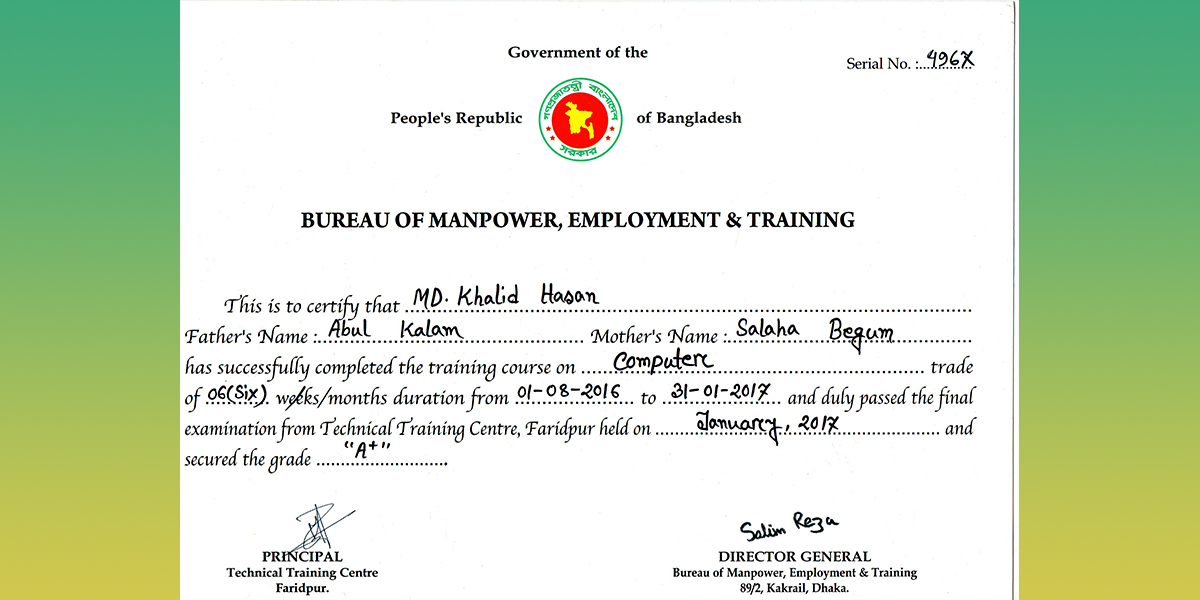 Government of the
Serial No. : 4967
People's Republic of Bangladesh
গণপ্রজাতন্ত্রী বাংলাদেশ
সরকার
BUREAU OF MANPOWER, EMPLOYMENT & TRAINING
This is to certify that MD. Khalid Hasan
Father's Name : Abul Kalam Mother's Name : Salaha Begum
has successfully completed the training course on Computer trade
of 06(Six) weeks/months duration from 01-08-2016 to 31-01-2017 and duly passed the final
examination from Technical Training Centre, Faridpur held on January, 2017 and
secured the grade "A+"
Salim Reza
PRINCIPAL DIRECTOR GENERAL
Technical Training Centre Bureau of Manpower, Employment & Training
Faridpur. 89/2, Kakrail, Dhaka.